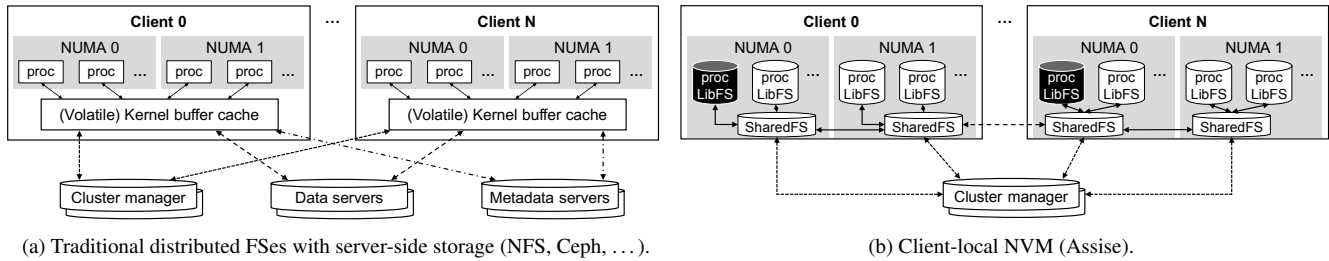 Client 0
...
Client N
NUMA 0
NUMA 1
NUMA 0
NUMA 1
proc
proc
...
proc
proc
...
proc
proc
...
proc
proc
...
(Volatile) Kernel buffer cache
(Volatile) Kernel buffer cache
Cluster manager
Data servers
Metadata servers
(a) Traditional distributed FSes with server-side storage (NFS, Ceph, ...).
Client 0
...
Client N
NUMA 0
NUMA 1
NUMA 0
NUMA 1
proc
LibFS
proc
LibFS
...
proc
LibFS
proc
LibFS
...
proc
LibFS
proc
LibFS
...
proc
LibFS
proc
LibFS
...
SharedFS
SharedFS
SharedFS
SharedFS
Cluster manager
(b) Client-local NVM (Assise).